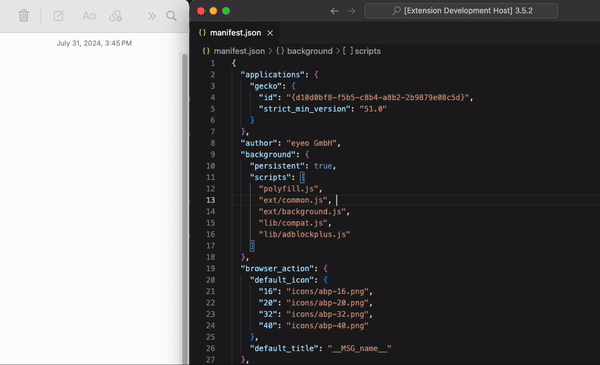 Aa
July 31, 2024, 3:45 PM
[Extension Development Host] 3.5.2
manifest.json
manifest.json > {} background > [ ] scripts
1 {
2 "applications": {
3 "gecko": {
4 "id": "{d10d0bf8-f5b5-c8b4-a8b2-2b9879e08c5d}",
5 "strict_min_version": "51.0"
6 }
7 },
8 "author": "eyeo GmbH",
9 "background": {
10 "persistent": true,
11 "scripts": [
12 "polyfill.js",
13 "ext/common.js",
14 "ext/background.js",
15 "lib/compat.js",
16 "lib/adblockplus.js"
17 ]
18 },
19 "browser_action": {
20 "default_icon": {
21 "16": "icons/abp-16.png",
22 "20": "icons/abp-20.png",
23 "32": "icons/abp-32.png",
24 "40": "icons/abp-40.png"
25 },
26 "default_title": "__MSG_name__"
27 },